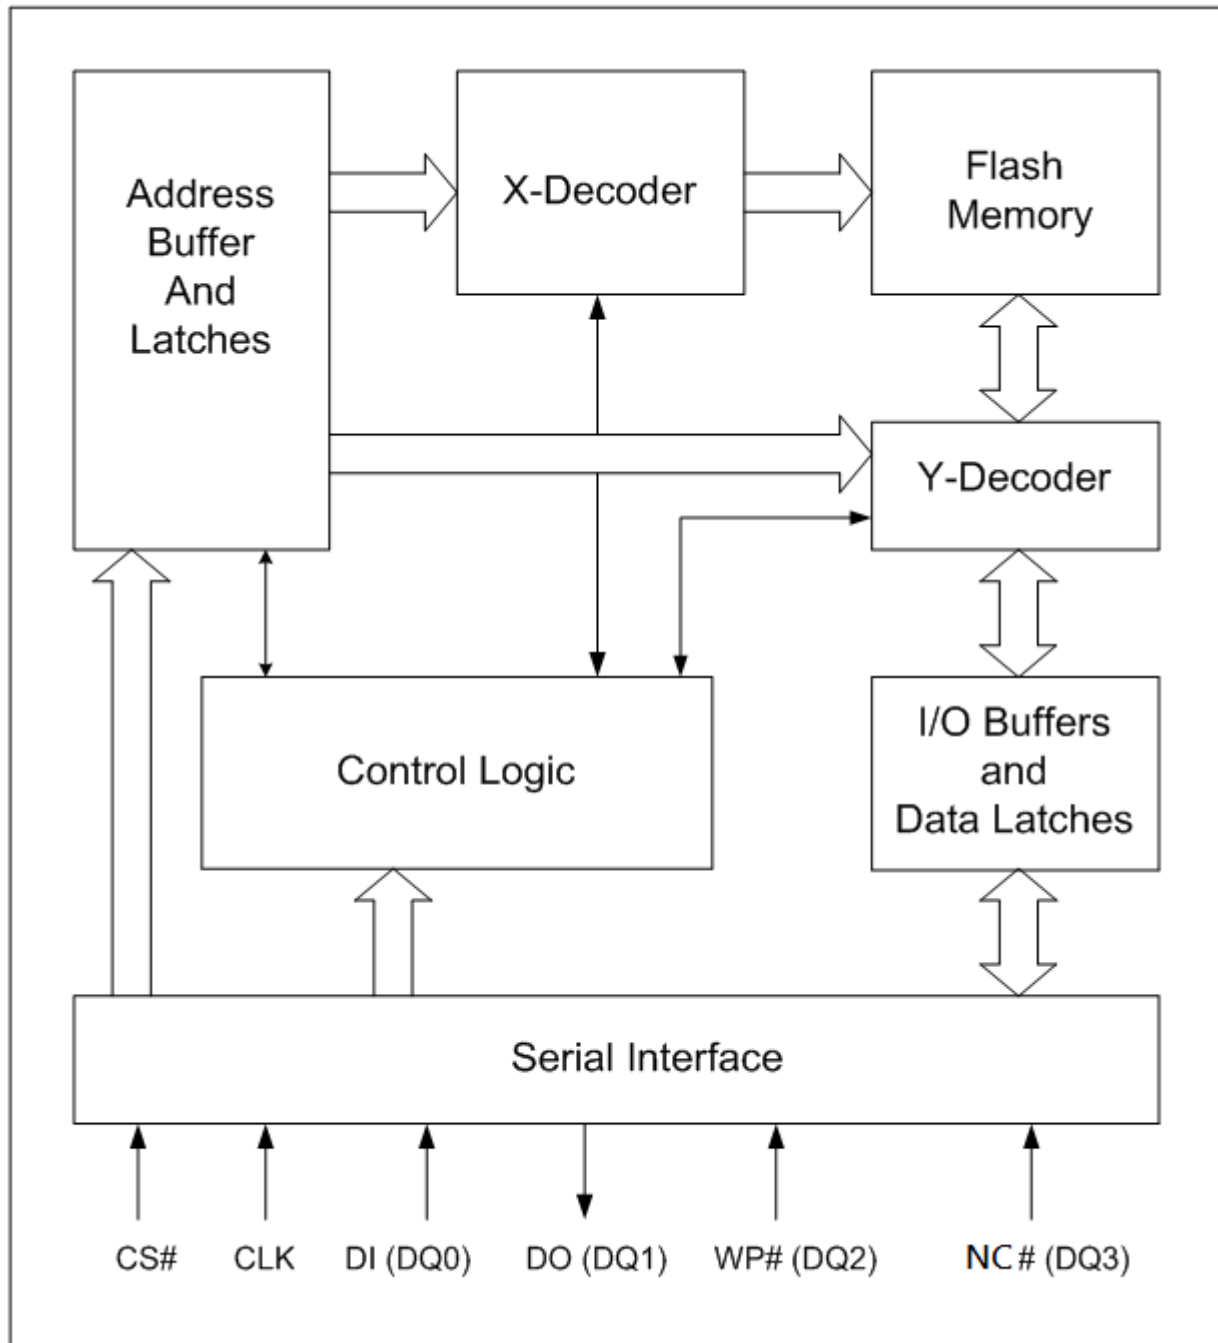 Address
Buffer
And
Latches
X-Decoder
Flash
Memory
Y-Decoder
Control Logic
I/O Buffers
and
Data Latches
Serial Interface
CS#
CLK
DI (DQ0)
DO (DQ1)
WP# (DQ2)
NC# (DQ3)